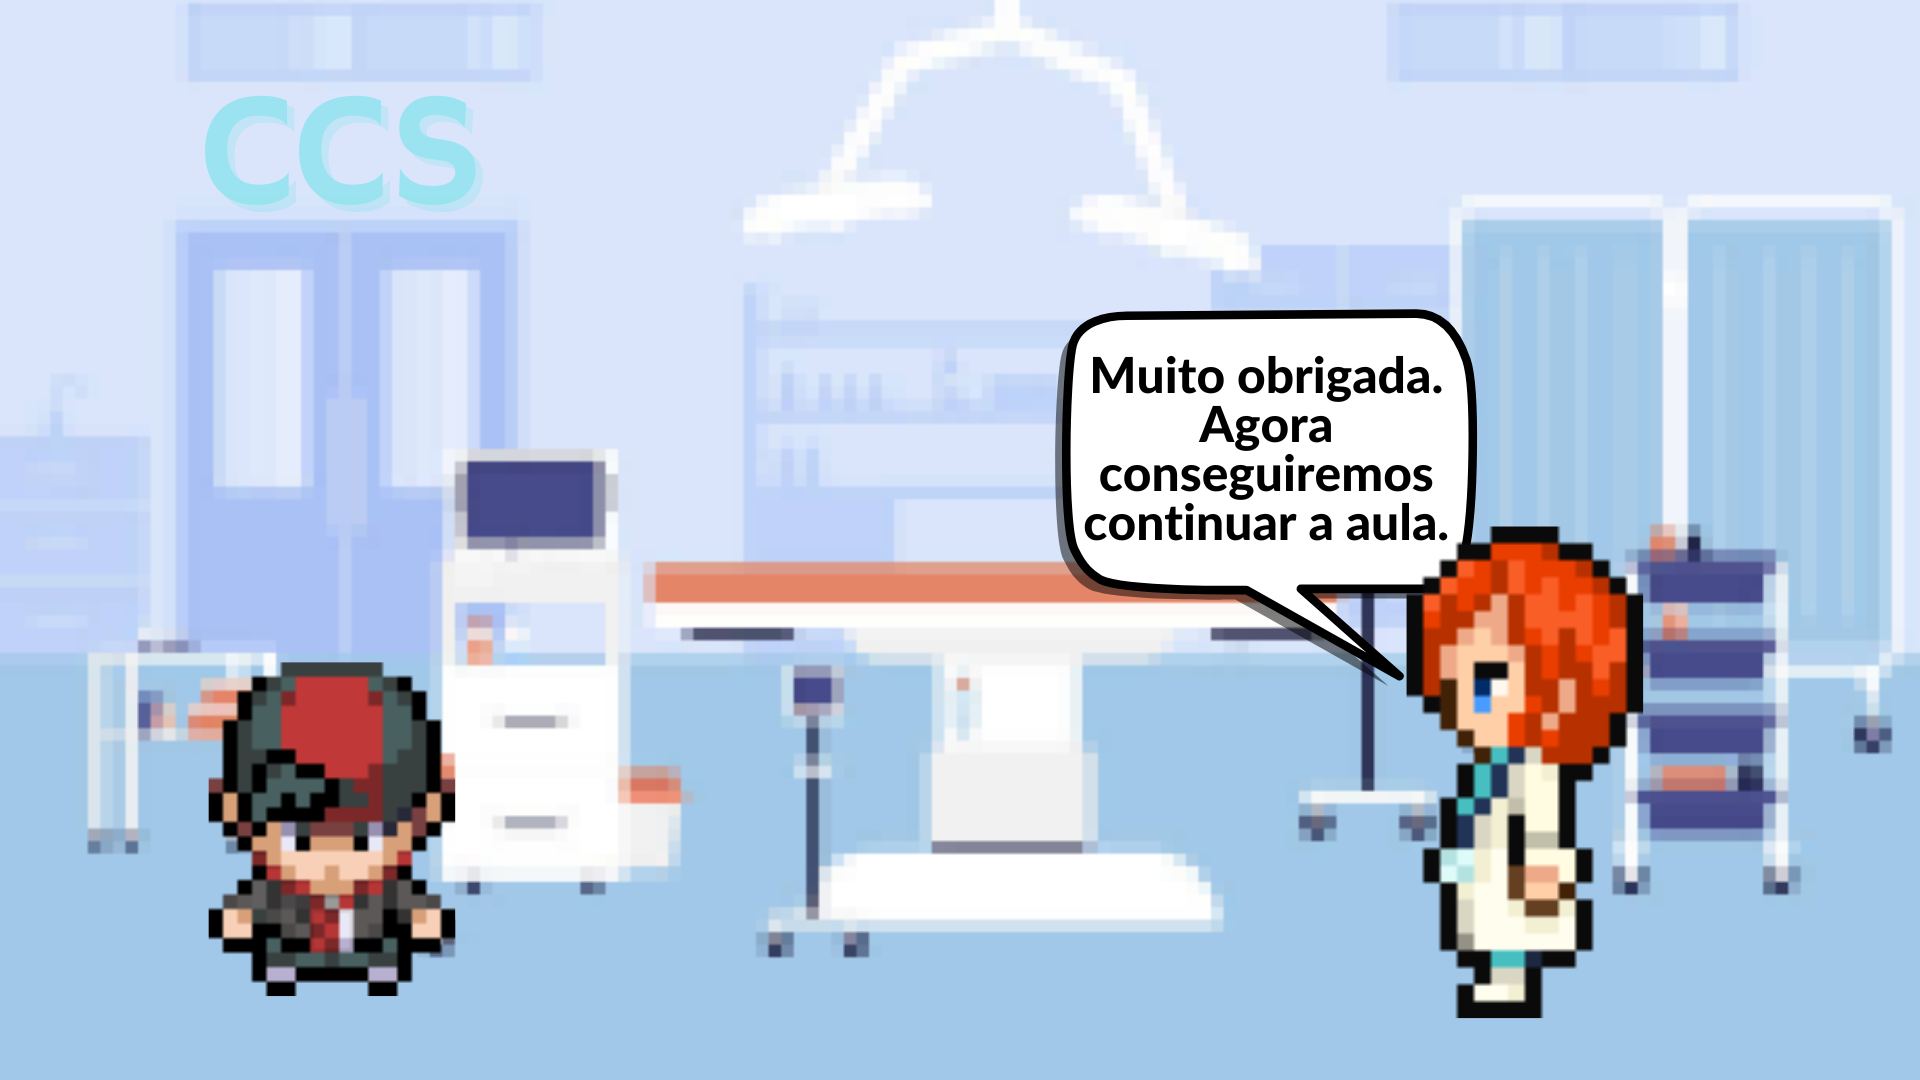 CCS
Muito obrigada.
Agora
conseguiremos
continuar a aula.